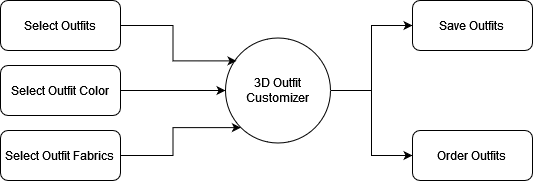 Select Outfits
Save Outfits
3D Outfit
Customizer
Select Outfit Color
Select Outfit Fabrics
Order Outfits